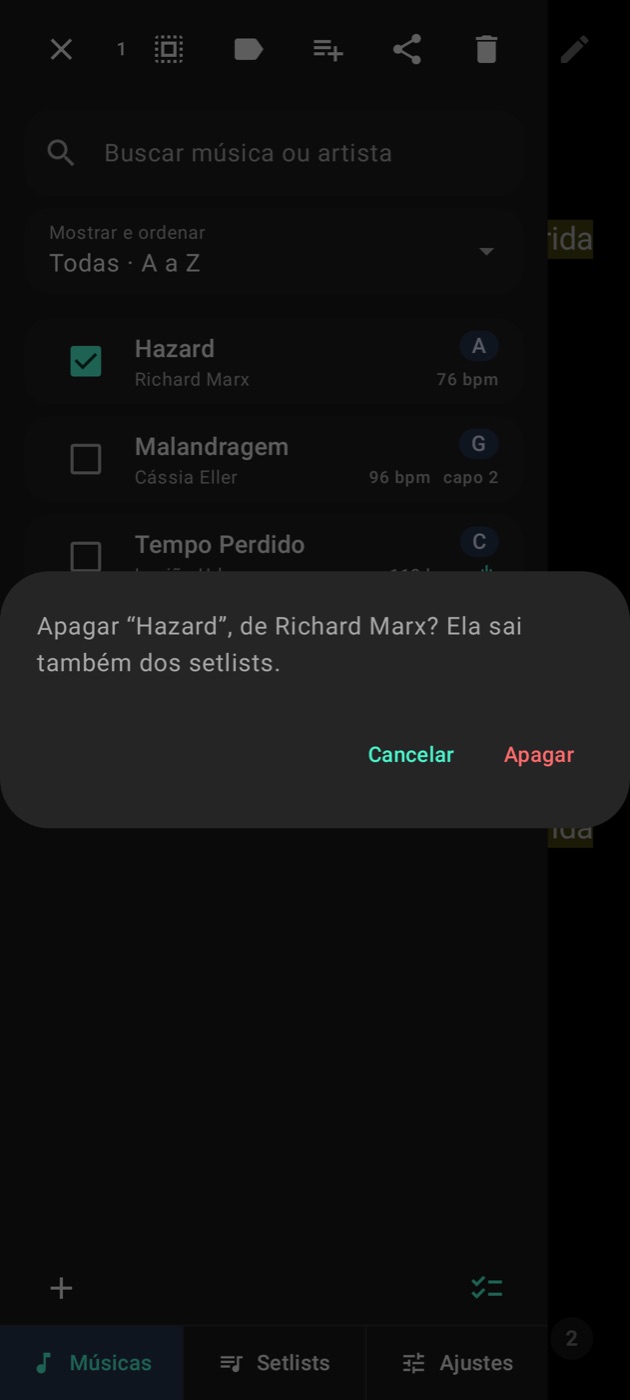 1
Buscar música ou artista
rida
Mostrar e ordenar
Todas · A a Z
Hazard A
Richard Marx 76 bpm
Malandragem G
Cássia Eller 96 bpm capo 2
Tempo Perdido C
Apagar “Hazard”, de Richard Marx? Ela sai
também dos setlists.
Cancelar Apagar
ida
Músicas Setlists Ajustes 2